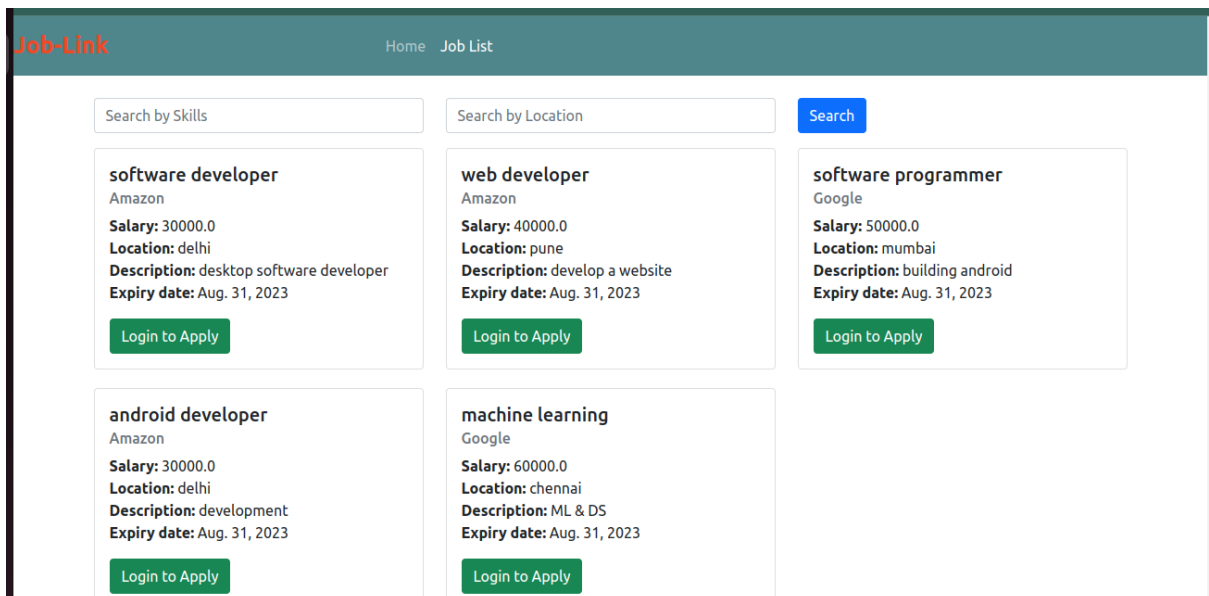 Job-Link
Home Job List
Search by Skills
Search by Location
Search
software developer
Amazon
Salary: 30000.0
Location: delhi
Description: desktop software developer
Expiry date: Aug. 31, 2023
Login to Apply
web developer
Amazon
Salary: 40000.0
Location: pune
Description: develop a website
Expiry date: Aug. 31, 2023
Login to Apply
software programmer
Google
Salary: 50000.0
Location: mumbai
Description: building android
Expiry date: Aug. 31, 2023
Login to Apply
android developer
Amazon
Salary: 30000.0
Location: delhi
Description: development
Expiry date: Aug. 31, 2023
Login to Apply
machine learning
Google
Salary: 60000.0
Location: chennai
Description: ML & DS
Expiry date: Aug. 31, 2023
Login to Apply